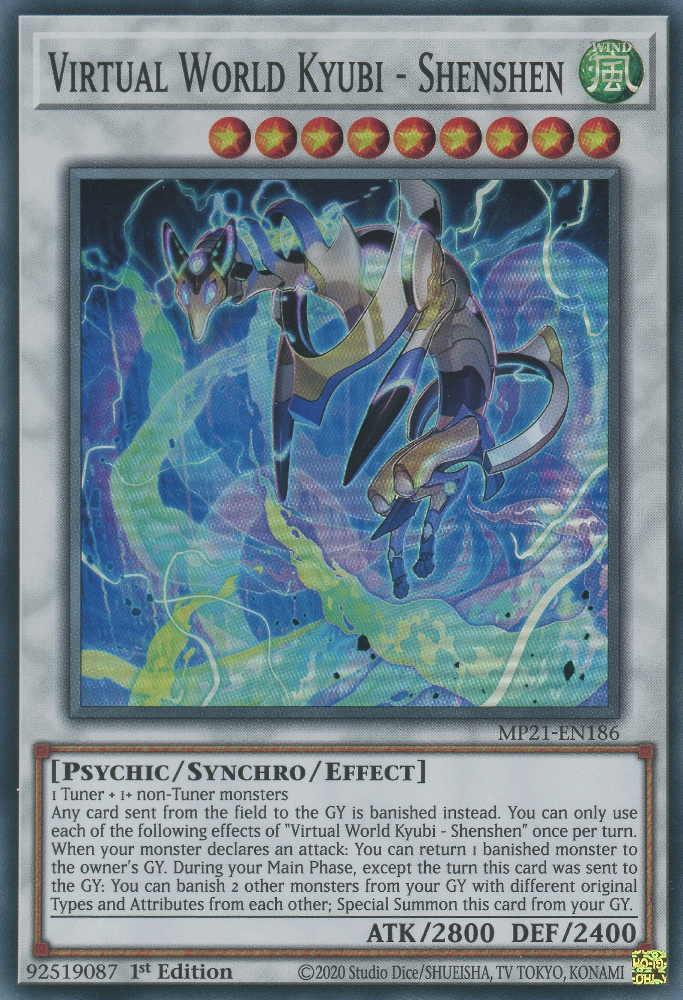 Virtual World Kyubi - Shenshen
WIND
風
MP21-EN186
[Psychic/Synchro/Effect]
1 Tuner + 1+ non-Tuner monsters
Any card sent from the field to the GY is banished instead. You can only use
each of the following effects of "Virtual World Kyubi - Shenshen" once per turn.
When your monster declares an attack: You can return 1 banished monster to
the owner's GY. During your Main Phase, except the turn this card was sent to
the GY: You can banish 2 other monsters from your GY with different original
Types and Attributes from each other; Special Summon this card from your GY.
ATK/2800 DEF/2400
92519087 1st Edition
©2020 Studio Dice/SHUEISHA, TV TOKYO, KONAMI